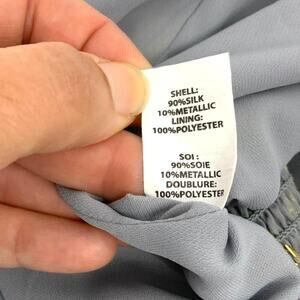 SHELL:
90%SILK
10%METALLIC
LINING:
100%POLYESTER
SOI :
90%SOIE
10%METALLIC
DOUBLURE:
100%POLYESTER